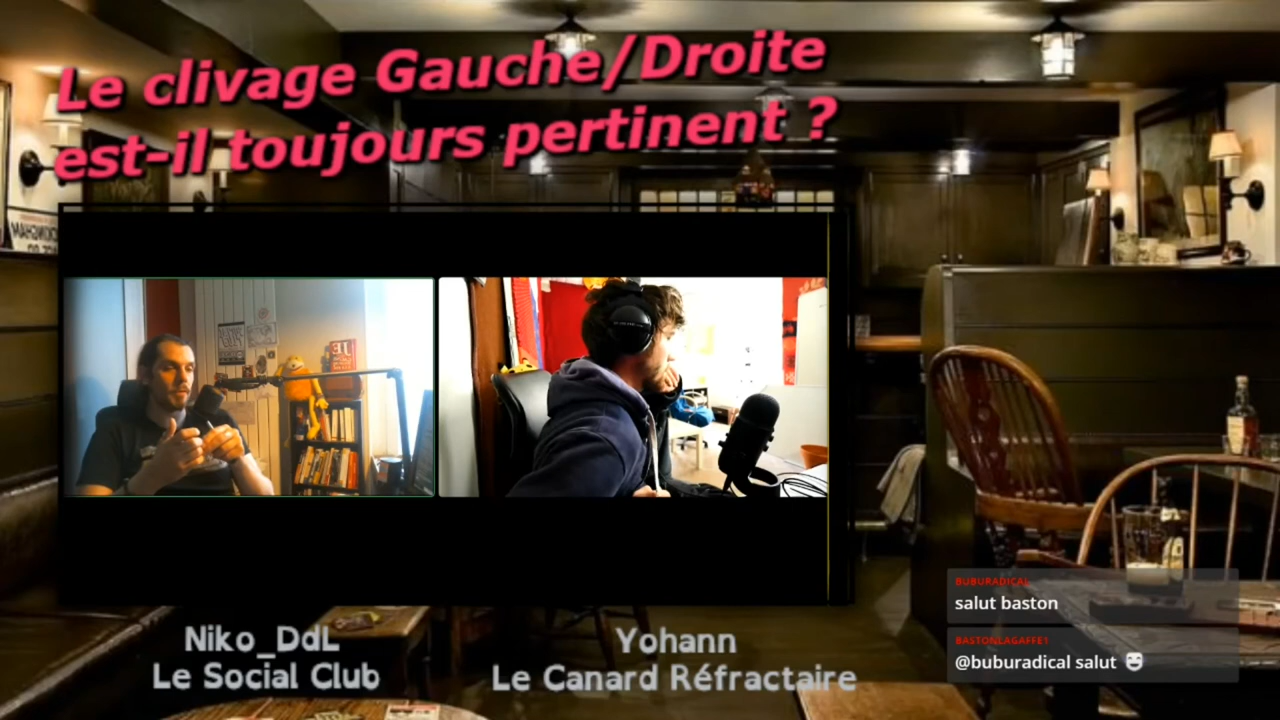 Le clivage Gauche/Droite
est-il toujours pertinent ?
Niko_DdL
Le Social Club
Yohann
Le Canard Réfractaire
BUBURADICAL
salut baston
BASTONLAGAFFE1
@buburadical salut